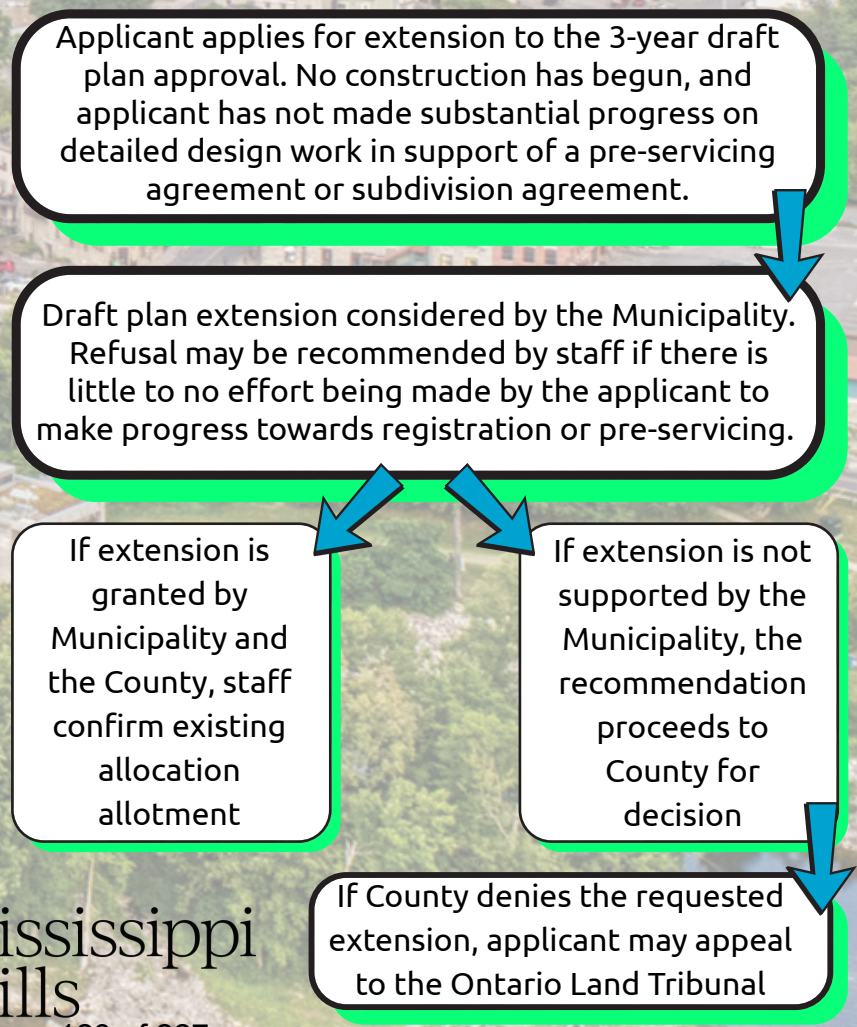 Applicant applies for extension to the 3-year draft
plan approval. No construction has begun, and
applicant has not made substantial progress on
detailed design work in support of a pre-servicing
agreement or subdivision agreement.
Draft plan extension considered by the Municipality.
Refusal may be recommended by staff if there is
little to no effort being made by the applicant to
make progress towards registration or pre-servicing.
If extension is
granted by
Municipality and
the County, staff
confirm existing
allocation
allotment
If extension is not
supported by the
Municipality, the
recommendation
proceeds to
County for
decision
If County denies the requested
extension, applicant may appeal
to the Ontario Land Tribunal
ississippi
ills